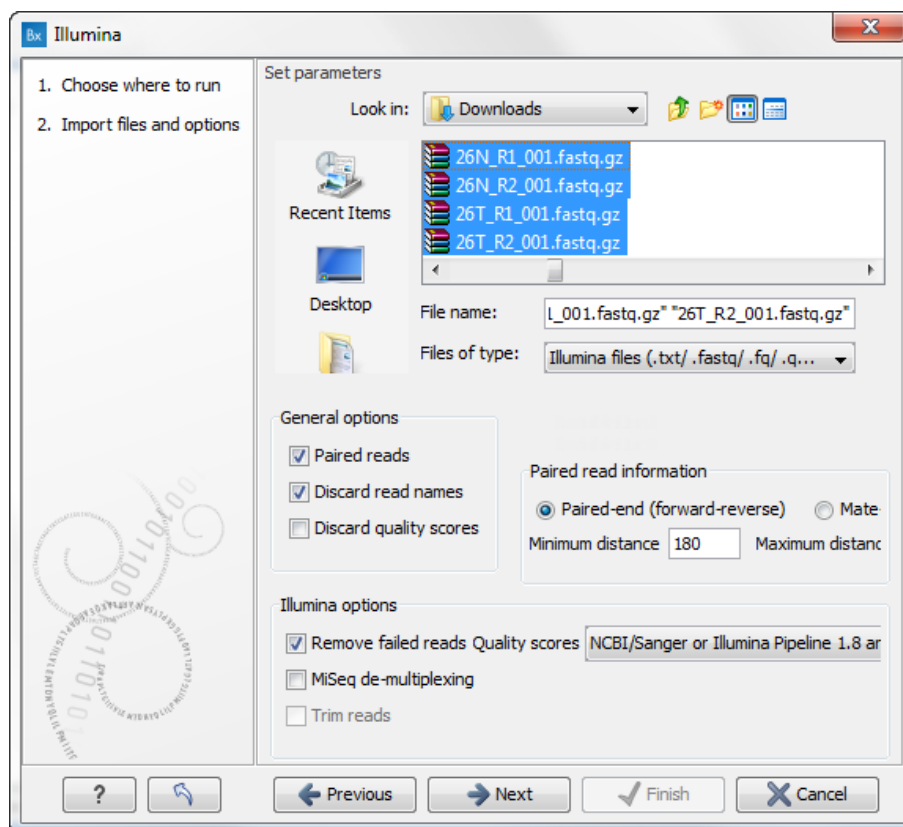 Bx Illumina
1. Choose where to run
2. Import files and options
Set parameters
Look in: Downloads
Recent Items
Desktop
26N_R1_001.fastq.gz
26N_R2_001.fastq.gz
26T_R1_001.fastq.gz
26T_R2_001.fastq.gz
File name: L_001.fastq.gz" "26T_R2_001.fastq.gz"
Files of type: Illumina files (.txt/ .fastq/ .fq/ .q...
General options
Paired reads
Discard read names
Discard quality scores
Paired read information
Paired-end (forward-reverse) Mate-
Minimum distance 180 Maximum distanc
Illumina options
Remove failed reads Quality scores NCBI/Sanger or Illumina Pipeline 1.8 ar
MiSeq de-multiplexing
Trim reads
? Previous Next Finish Cancel